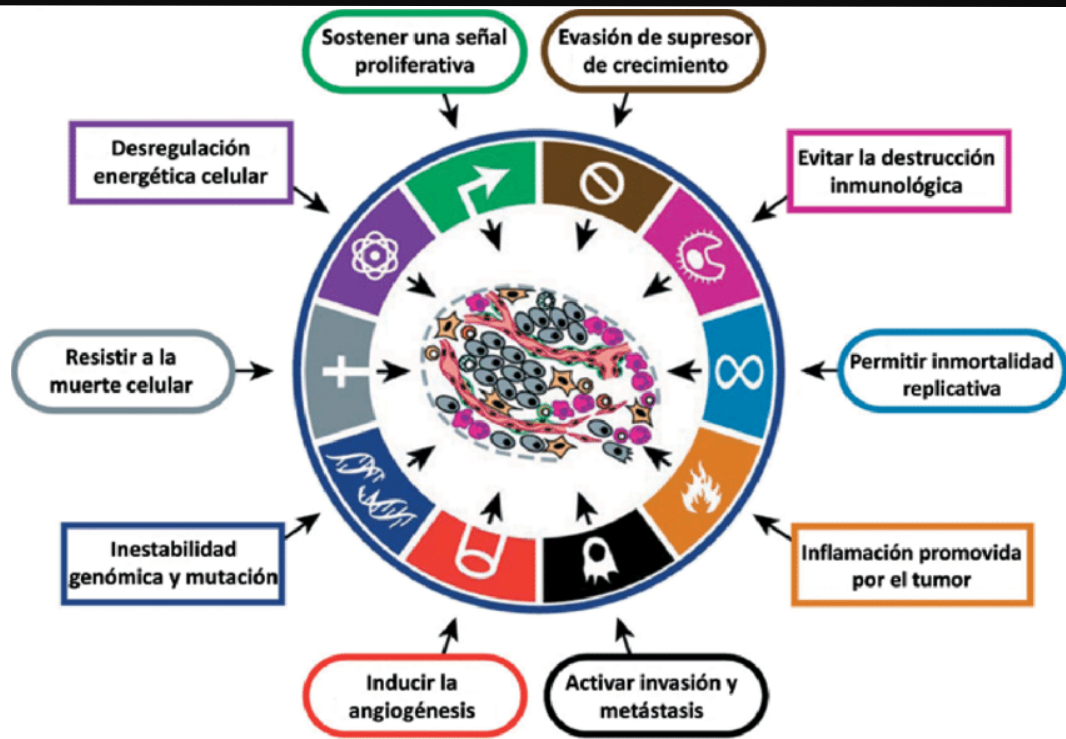 Sostener una señal
proliferativa
Evasión de supresor
de crecimiento
Desregulación
energética celular
Evitar la destrucción
inmunológica
Resistir a la
muerte celular
Permitir inmortalidad
replicativa
Inestabilidad
genómica y mutación
Inflamación promovida
por el tumor
Inducir la
angiogénesis
Activar invasión y
metástasis